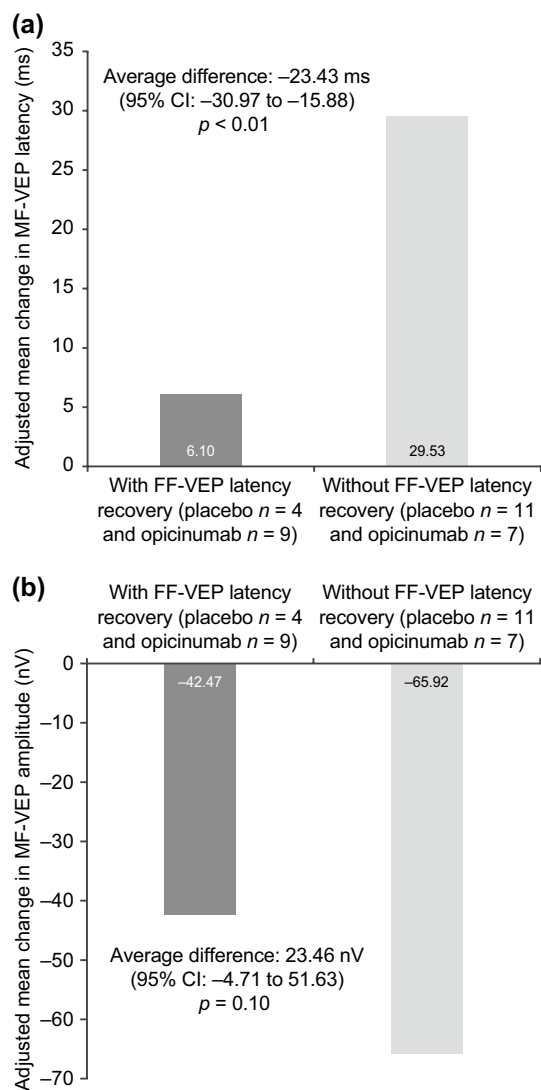 (a)
Adjusted mean change in MF-VEP latency (ms)
35
30
25
20
15
10
5
0
Average difference: –23.43 ms
(95% CI: –30.97 to –15.88)
p < 0.01
6.10
29.53
With FF-VEP latency
recovery (placebo n = 4
and opicinumab n = 9)
Without FF-VEP latency
recovery (placebo n = 11
and opicinumab n = 7)
(b)
With FF-VEP latency
recovery (placebo n = 4
and opicinumab n = 9)
Without FF-VEP latency
recovery (placebo n = 11
and opicinumab n = 7)
Adjusted mean change in MF-VEP amplitude (nV)
0
–10
–20
–30
–40
–50
–60
–70
–42.47
–65.92
Average difference: 23.46 nV
(95% CI: –4.71 to 51.63)
p = 0.10